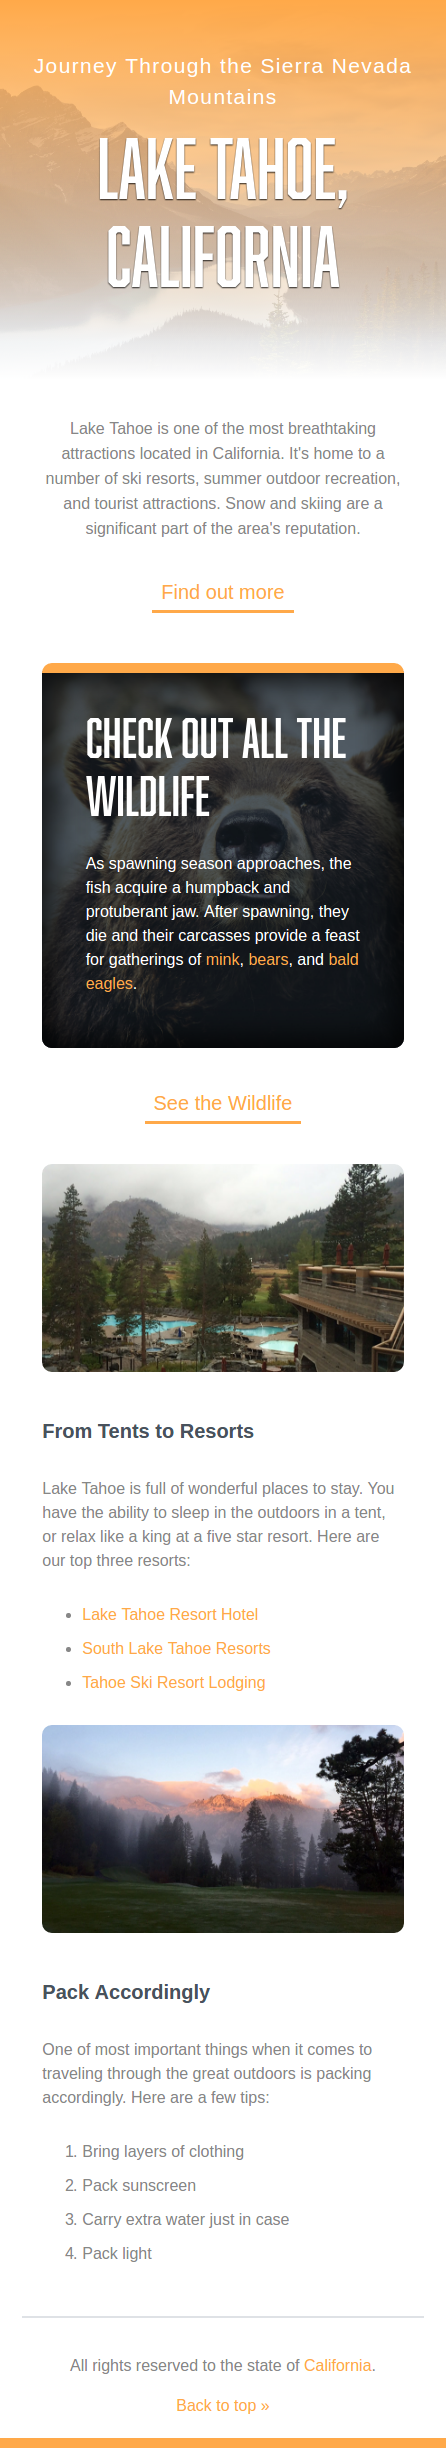 Journey Through the Sierra Nevada
Mountains
LAKE TAHOE,
CALIFORNIA
Lake Tahoe is one of the most breathtaking
attractions located in California. It's home to a
number of ski resorts, summer outdoor recreation,
and tourist attractions. Snow and skiing are a
significant part of the area's reputation.
Find out more
CHECK OUT ALL THE
WILDLIFE
As spawning season approaches, the
fish acquire a humpback and
protuberant jaw. After spawning, they
die and their carcasses provide a feast
for gatherings of mink, bears, and bald
eagles.
See the Wildlife
From Tents to Resorts
Lake Tahoe is full of wonderful places to stay. You
have the ability to sleep in the outdoors in a tent,
or relax like a king at a five star resort. Here are
our top three resorts:
• Lake Tahoe Resort Hotel
• South Lake Tahoe Resorts
• Tahoe Ski Resort Lodging
Pack Accordingly
One of most important things when it comes to
traveling through the great outdoors is packing
accordingly. Here are a few tips:
1. Bring layers of clothing
2. Pack sunscreen
3. Carry extra water just in case
4. Pack light
All rights reserved to the state of California.
Back to top »